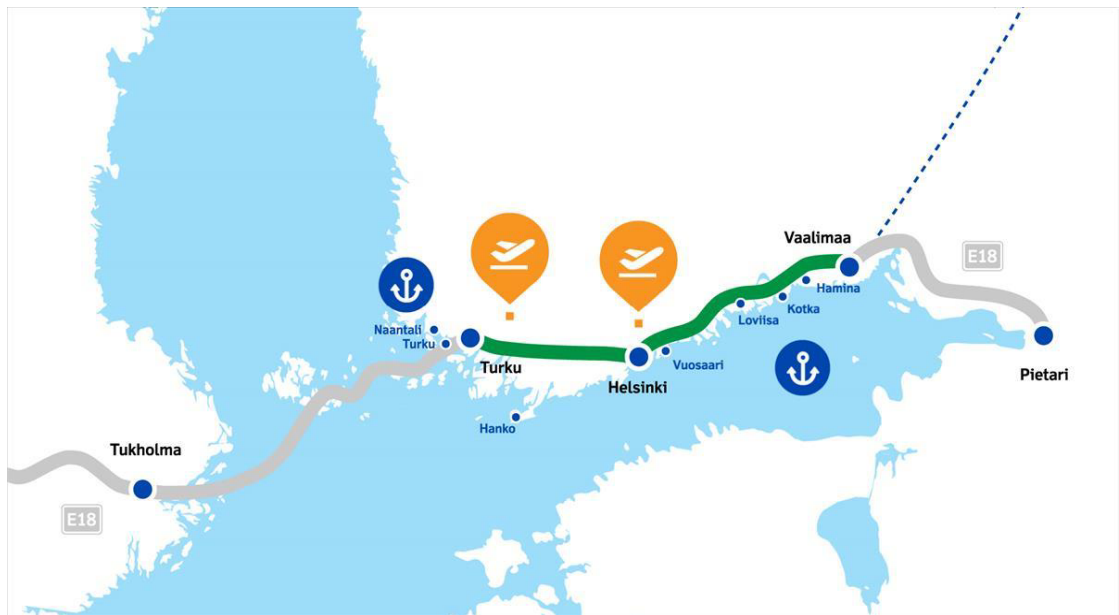 Vaalimaa
E18
Hamina
Kotka
Loviisa
Naantali
Turku
Turku
Helsinki
Vuosaari
Pietari
Hanko
Tukholma
E18